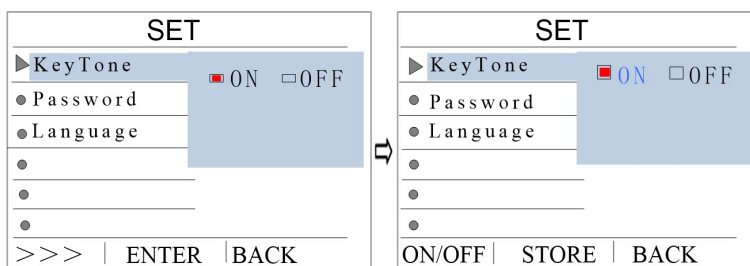 SET
KeyTone
ON OFF
Password
Language
>>> ENTER BACK
SET
KeyTone
ON OFF
Password
Language
ON/OFF STORE BACK